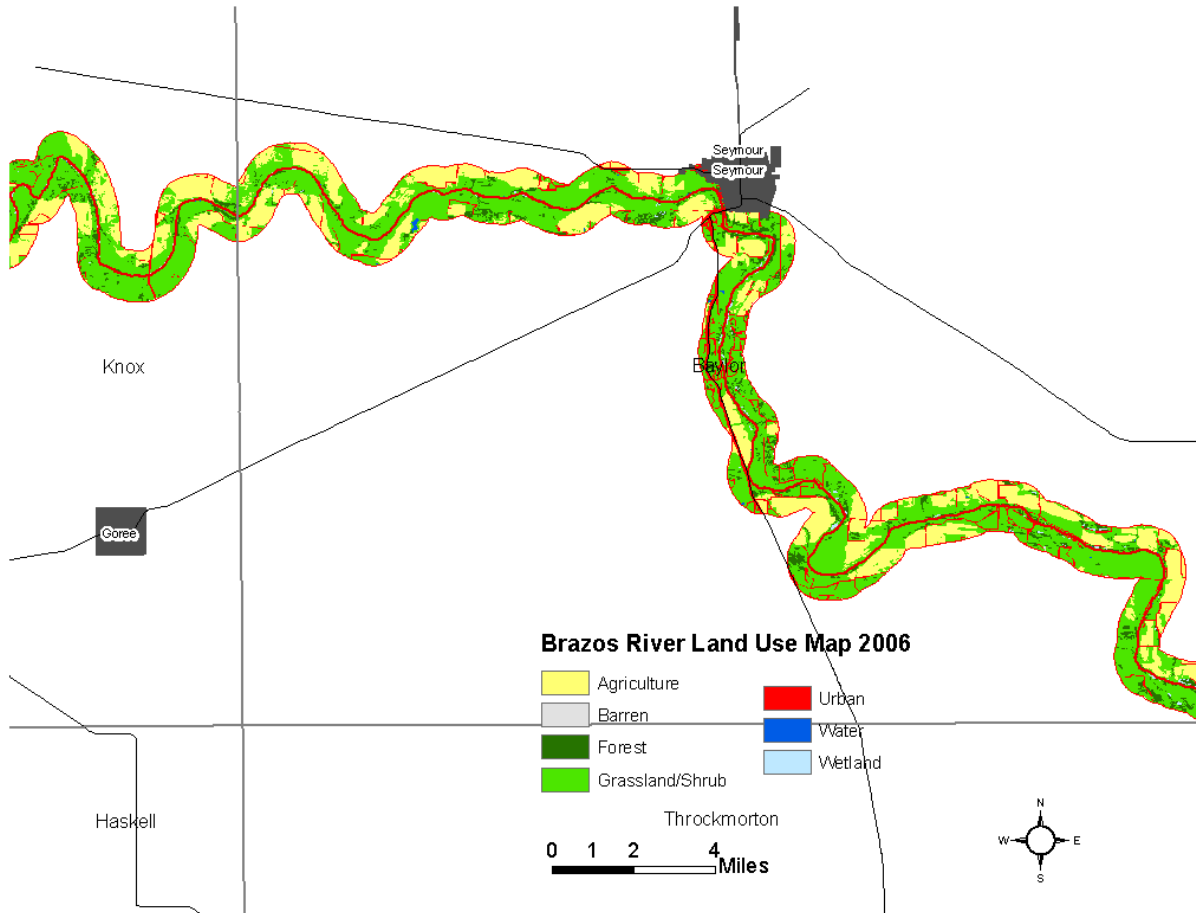 Seymour
Seymour
Knox
Baylor
Goree
Brazos River Land Use Map 2006
Agriculture
Barren
Forest
Grassland/Shrub
Urban
Water
Wetland
Haskell
Throckmorton
0 1 2 4
Miles
N
W E
S